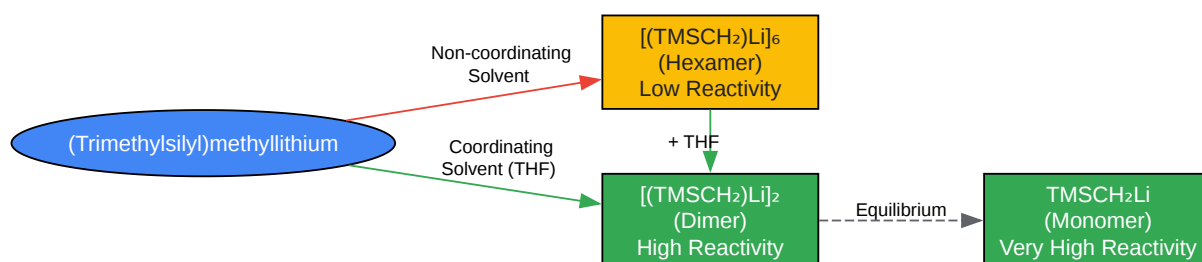 (Trimethylsilyl)methyllithium
Non-coordinating
Solvent
Coordinating
Solvent (THF)
[(TMSCH₂)Li]₆
(Hexamer)
Low Reactivity
+ THF
[(TMSCH₂)Li]₂
(Dimer)
High Reactivity
Equilibrium
TMSCH₂Li
(Monomer)
Very High Reactivity